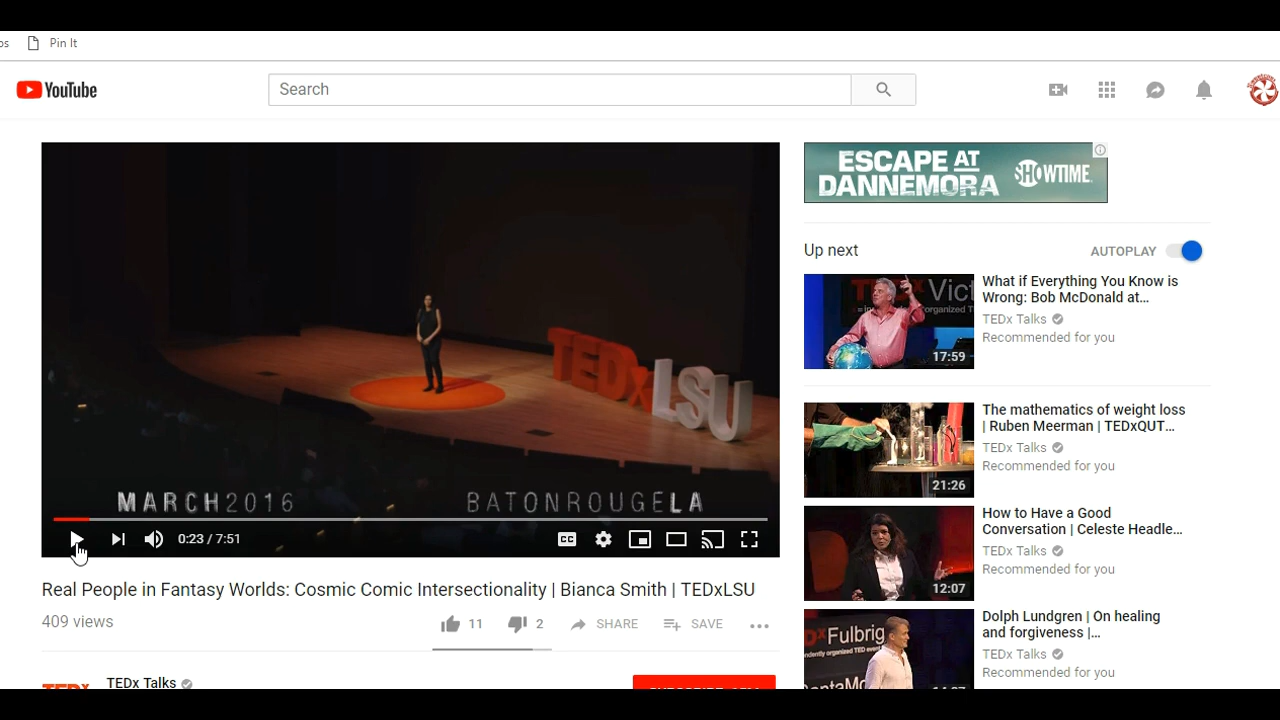 Pin It
YouTube
Search
TEDxLSU
MARCH2016
BATONROUGELA
0:23 / 7:51
CC
Real People in Fantasy Worlds: Cosmic Comic Intersectionality | Bianca Smith | TEDxLSU
409 views
11
2
SHARE
SAVE
TEDx Talks
ESCAPE AT
DANNEMORA
SHOWTIME
Up next
AUTOPLAY
17:59
What if Everything You Know is
Wrong: Bob McDonald at...
TEDx Talks
Recommended for you
21:26
The mathematics of weight loss
| Ruben Meerman | TEDxQUT...
TEDx Talks
Recommended for you
12:07
How to Have a Good
Conversation | Celeste Headle...
TEDx Talks
Recommended for you
Dolph Lundgren | On healing
and forgiveness |...
TEDx Talks
Recommended for you